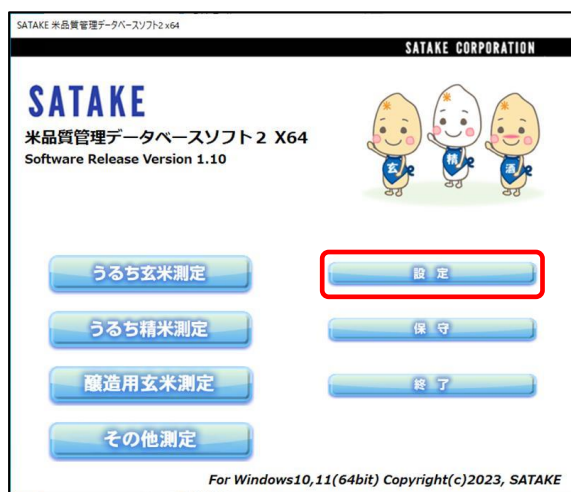 SATAKE 米品質管理データベースソフト2 x64
SATAKE CORPORATION
SATAKE
米品質管理データベースソフト２ X64
Software Release Version 1.10
米
米
米
玄
精
酒
うるち玄米測定
設 定
うるち精米測定
保 守
醸造用玄米測定
終 了
その他測定
For Windows10,11(64bit) Copyright(c)2023, SATAKE